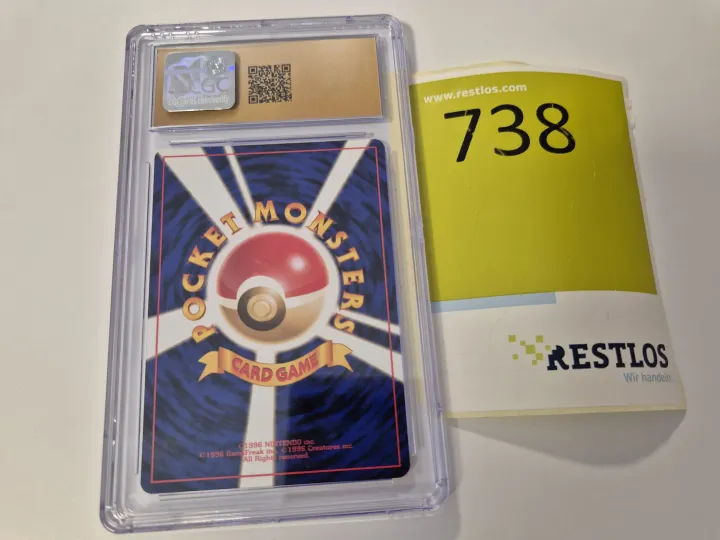 CGC
www.restlos.com
738
POCKET MONSTERS
CARD GAME
RESTLOS
Wir handeln
©1996 NINTENDO inc.
©1996 GameFreak inc. ©1996 Creatures inc.
All Rights reserved.